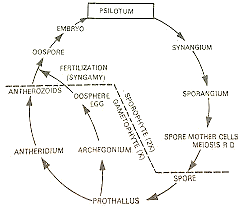 PSILOTUM
EMBRYO
SYNANGIUM
OOSPORE
FERTILIZATION
(SYNGAMY)
ANTHEROZOIDS
OOSPHERE
EGG
SPORANGIUM
SPOROPHYTE (2X)
GAMETOPHYTE (X)
SPORE MOTHER CELLS
MEIOSIS R D
ANTHERIDIUM
ARCHEGONIUM
SPORE
PROTHALLUS